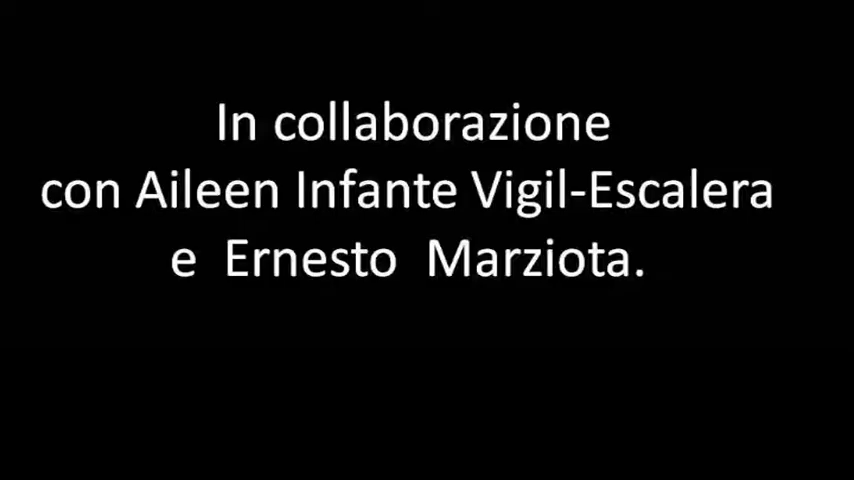 In collaborazione
con Aileen Infante Vigil-Escalera
e Ernesto Marziota.